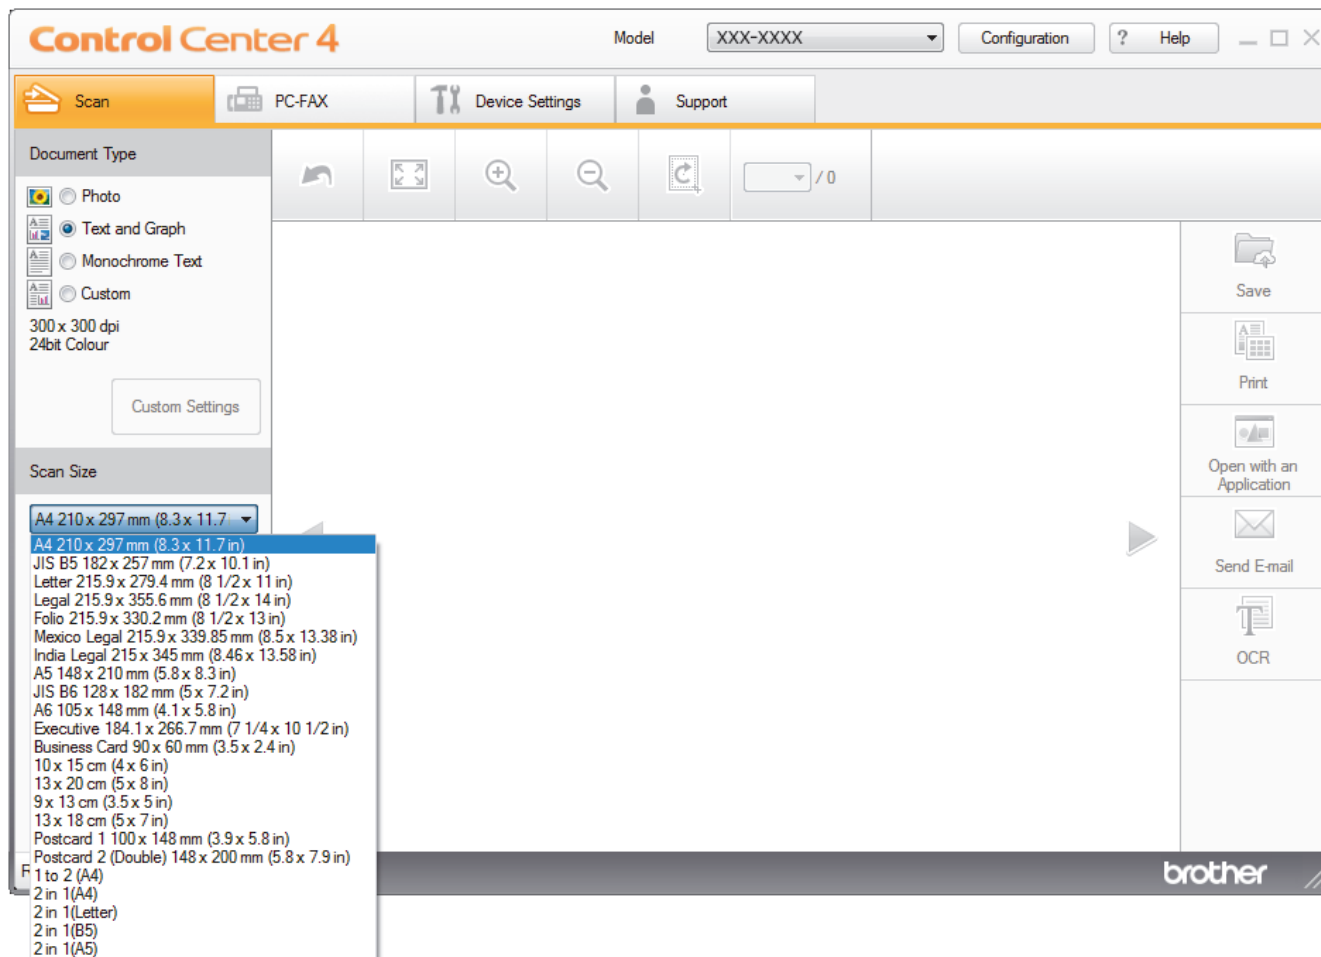 Control Center 4
Model
XXX-XXXX
Configuration
? Help
Scan
PC-FAX
Device Settings
Support
Document Type
Photo
Text and Graph
Monochrome Text
Custom
300 x 300 dpi
24bit Colour
Custom Settings
/ 0
Scan Size
A4 210 x 297 mm (8.3 x 11.7
A4 210 x 297 mm (8.3 x 11.7 in)
JIS B5 182 x 257 mm (7.2 x 10.1 in)
Letter 215.9 x 279.4 mm (8 1/2 x 11 in)
Legal 215.9 x 355.6 mm (8 1/2 x 14 in)
Folio 215.9 x 330.2 mm (8 1/2 x 13 in)
Mexico Legal 215.9 x 339.85 mm (8.5 x 13.38 in)
India Legal 215 x 345 mm (8.46 x 13.58 in)
A5 148 x 210 mm (5.8 x 8.3 in)
JIS B6 128 x 182 mm (5 x 7.2 in)
A6 105 x 148 mm (4.1 x 5.8 in)
Executive 184.1 x 266.7 mm (7 1/4 x 10 1/2 in)
Business Card 90 x 60 mm (3.5 x 2.4 in)
10 x 15 cm (4 x 6 in)
13 x 20 cm (5 x 8 in)
9 x 13 cm (3.5 x 5 in)
13 x 18 cm (5 x 7 in)
Postcard 1 100 x 148 mm (3.9 x 5.8 in)
Postcard 2 (Double) 148 x 200 mm (5.8 x 7.9 in)
1 to 2 (A4)
2 in 1(A4)
2 in 1(Letter)
2 in 1(B5)
2 in 1(A5)
Save
Print
Open with an
Application
Send E-mail
OCR
brother